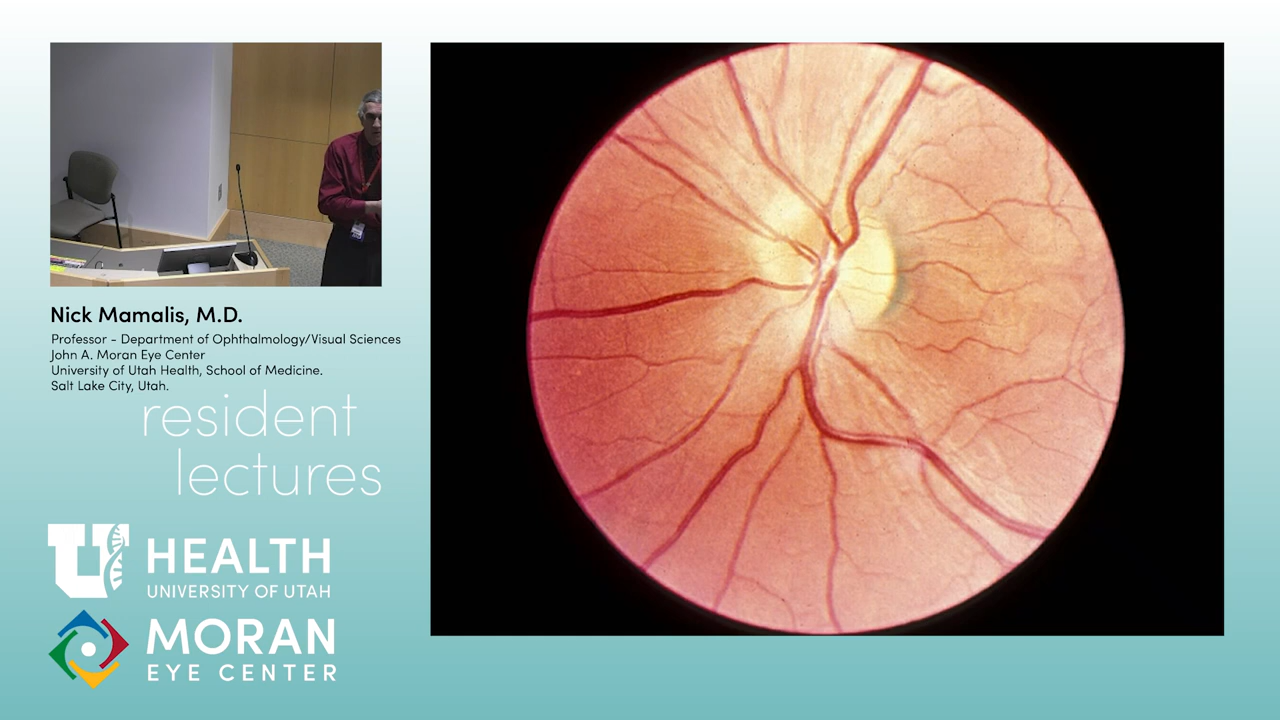 Nick Mamalis, M.D.
Professor - Department of Ophthalmology/Visual Sciences
John A. Moran Eye Center
University of Utah Health, School of Medicine.
Salt Lake City, Utah.
resident
lectures
U HEALTH
UNIVERSITY OF UTAH
MORAN
EYE CENTER